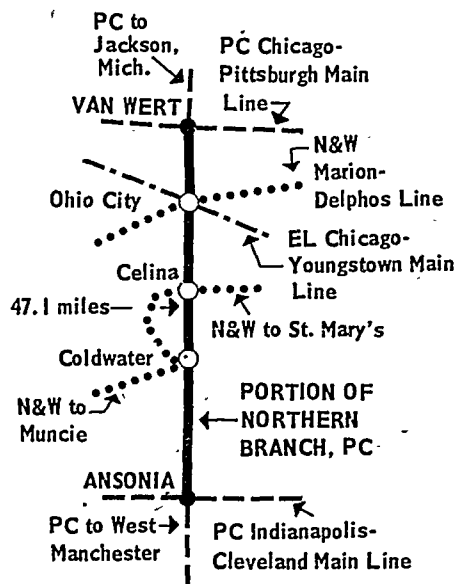 PC to
Jackson,
Mich.
PC Chicago-
Pittsburgh Main
Line
VAN WERT
N&W
Marion-
Delphos Line
Ohio City
EL Chicago-
Youngstown Main
Line
Celina
47.1 miles
N&W to St. Mary's
Coldwater
N&W to
Muncie
PORTION OF
NORTHERN
BRANCH, PC
ANSONIA
PC to West
Manchester
PC Indianapolis-
Cleveland Main Line